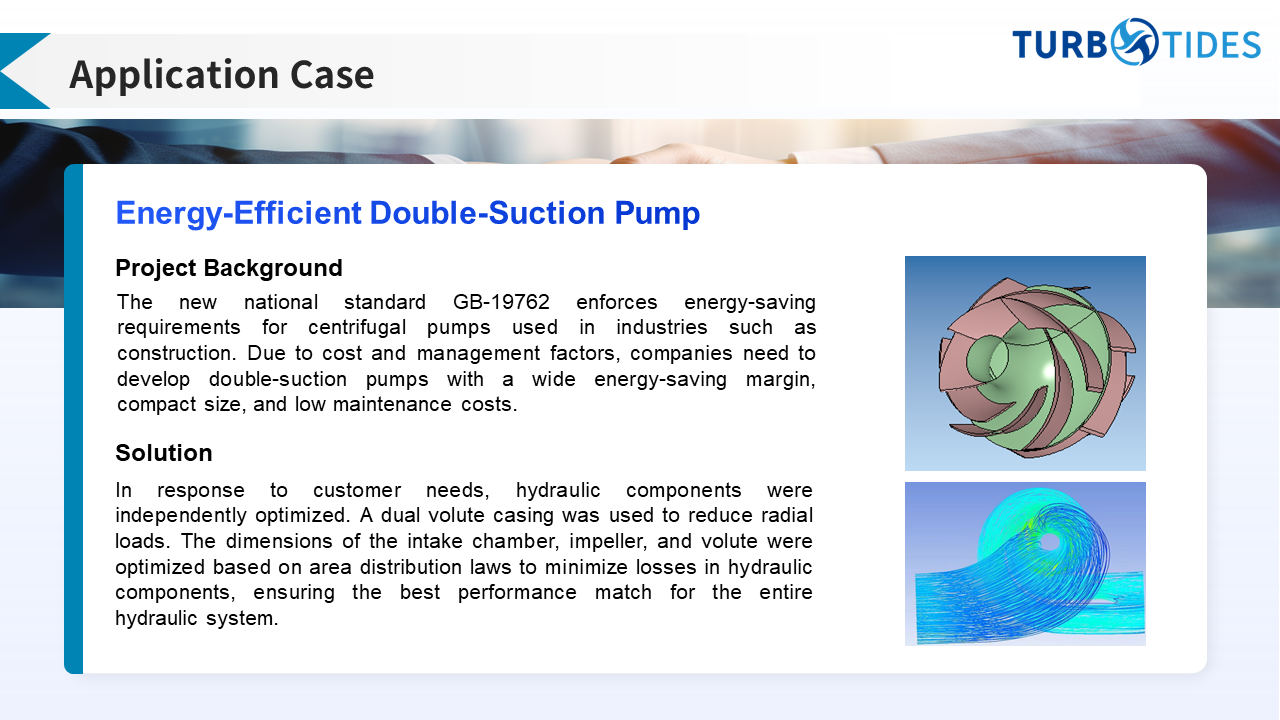 Application Case
TURBOTIDES
Energy-Efficient Double-Suction Pump
Project Background
The new national standard GB-19762 enforces energy-saving
requirements for centrifugal pumps used in industries such as
construction. Due to cost and management factors, companies need to
develop double-suction pumps with a wide energy-saving margin,
compact size, and low maintenance costs.
Solution
In response to customer needs, hydraulic components were
independently optimized. A dual volute casing was used to reduce radial
loads. The dimensions of the intake chamber, impeller, and volute were
optimized based on area distribution laws to minimize losses in hydraulic
components, ensuring the best performance match for the entire
hydraulic system.